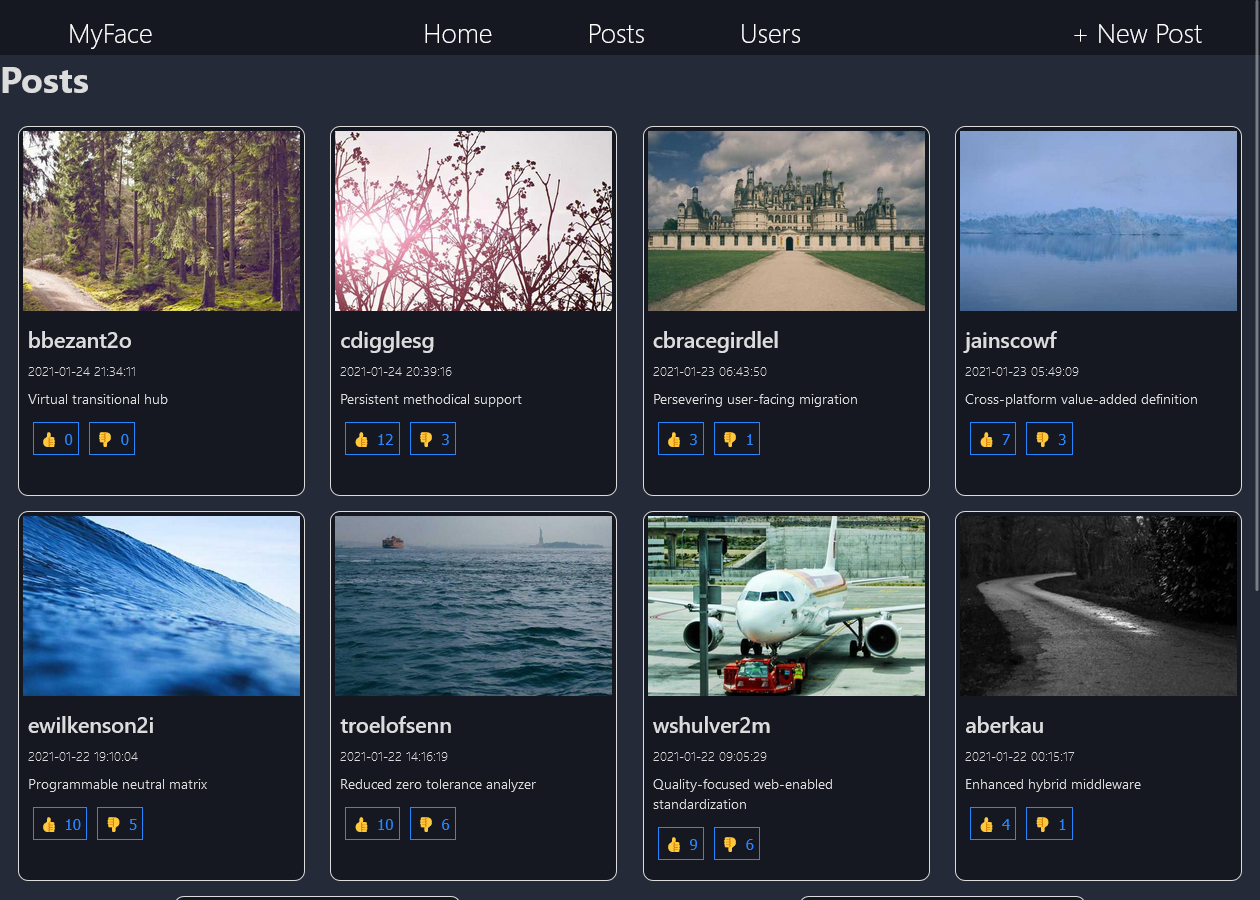 MyFace
Home
Posts
Users
+ New Post
Posts
bbezant2o
2021-01-24 21:34:11
Virtual transitional hub
👍 0 👎 0
cdigglesg
2021-01-24 20:39:16
Persistent methodical support
👍 12 👎 3
cbracegirdlel
2021-01-23 06:43:50
Persevering user-facing migration
👍 3 👎 1
jainscowf
2021-01-23 05:49:09
Cross-platform value-added definition
👍 7 👎 3
ewilkenson2i
2021-01-22 19:10:04
Programmable neutral matrix
👍 10 👎 5
troelofsenn
2021-01-22 14:16:19
Reduced zero tolerance analyzer
👍 10 👎 6
wshulver2m
2021-01-22 09:05:29
Quality-focused web-enabled
standardization
👍 9 👎 6
aberkau
2021-01-22 00:15:17
Enhanced hybrid middleware
👍 4 👎 1